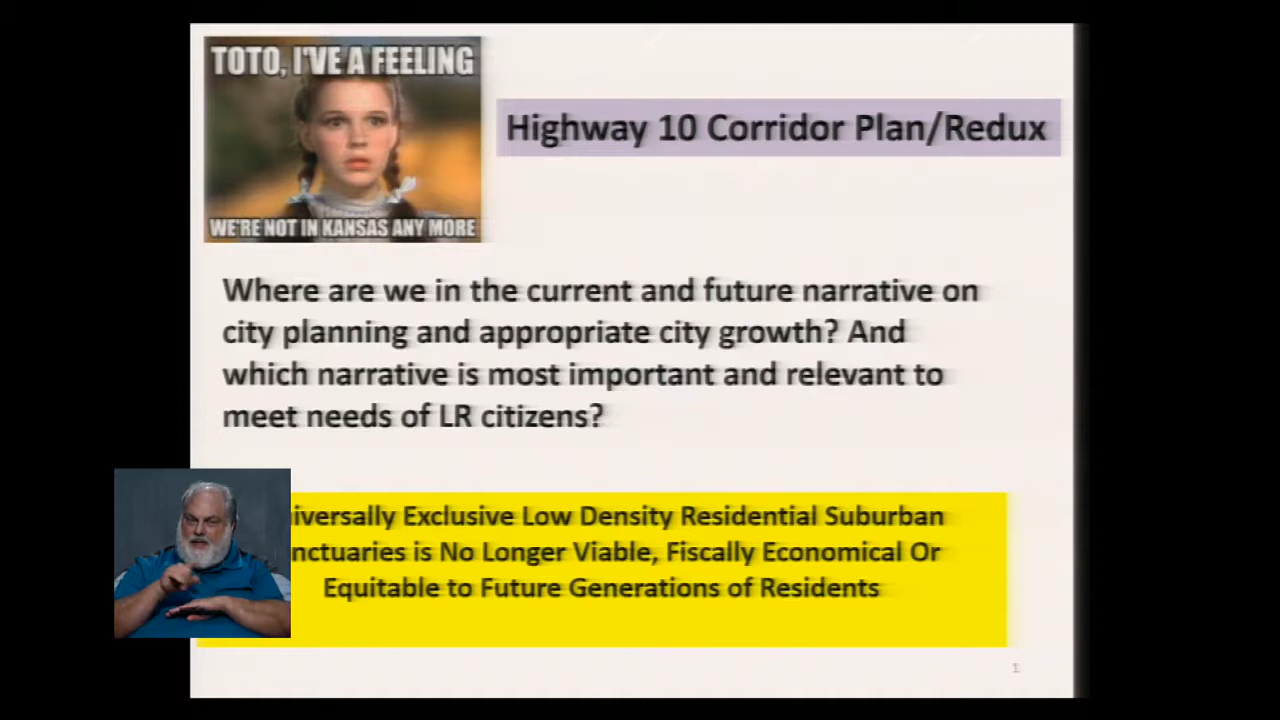 TOTO, I'VE A FEELING
WE'RE NOT IN KANSAS ANY MORE
Highway 10 Corridor Plan/Redux
Where are we in the current and future narrative on
city planning and appropriate city growth? And
which narrative is most important and relevant to
meet needs of LR citizens?
Exclusive Low Density Residential Suburban
is No Longer Viable, Fiscally Economical Or
Equitable to Future Generations of Residents
1